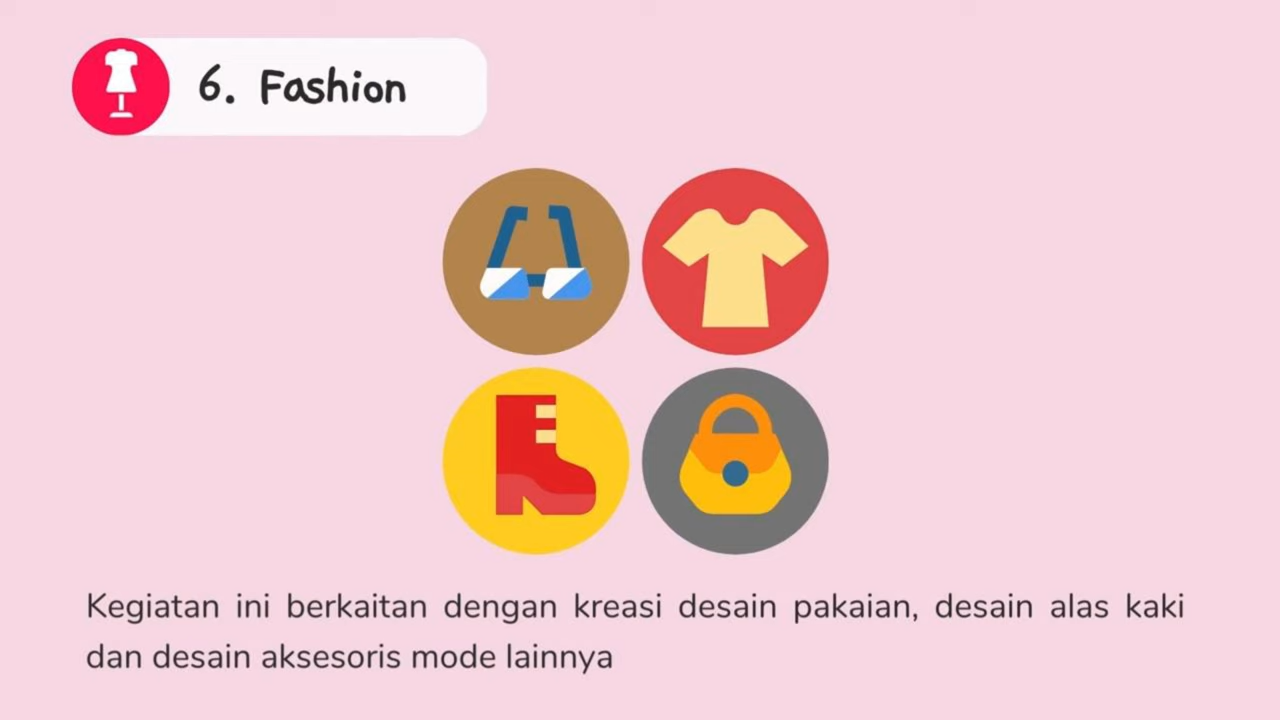 6. Fashion
Kegiatan ini berkaitan dengan kreasi desain pakaian, desain alas kaki
dan desain aksesoris mode lainnya